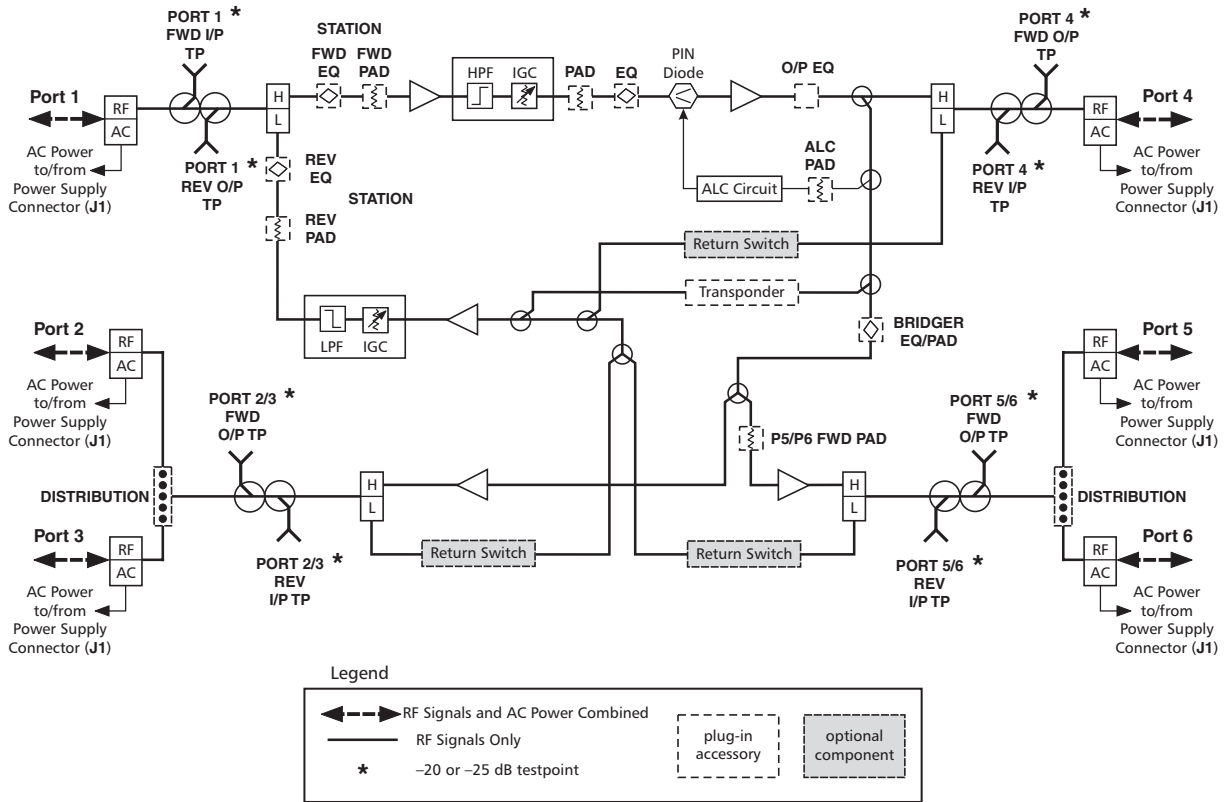 PORT 1 *
FWD I/P
TP
STATION
FWD
EQ
FWD
PAD
HPF
IGC
PAD
EQ
PIN
Diode
O/P EQ
PORT 4 *
FWD O/P
TP
Port 1
RF
AC
H
L
H
L
RF
AC
Port 4
AC Power
to/from
Power Supply
Connector (J1)
PORT 1 *
REV O/P
TP
REV
EQ
STATION
REV
PAD
ALC Circuit
ALC
PAD
PORT 4 *
REV I/P
TP
AC Power
to/from
Power Supply
Connector (J1)
Return Switch
Transponder
LPF
IGC
BRIDGER
EQ/PAD
Port 2
RF
AC
AC Power
to/from
Power Supply
Connector (J1)
Port 5
RF
AC
AC Power
to/from
Power Supply
Connector (J1)
PORT 2/3 *
FWD
O/P TP
P5/P6 FWD PAD
PORT 5/6 *
FWD
O/P TP
DISTRIBUTION
H
L
H
L
DISTRIBUTION
Port 3
RF
AC
AC Power
to/from
Power Supply
Connector (J1)
PORT 2/3 *
REV
I/P TP
Return Switch
Return Switch
PORT 5/6 *
REV
I/P TP
Port 6
RF
AC
AC Power
to/from
Power Supply
Connector (J1)
Legend
RF Signals and AC Power Combined
RF Signals Only
* –20 or –25 dB testpoint
plug-in
accessory
optional
component